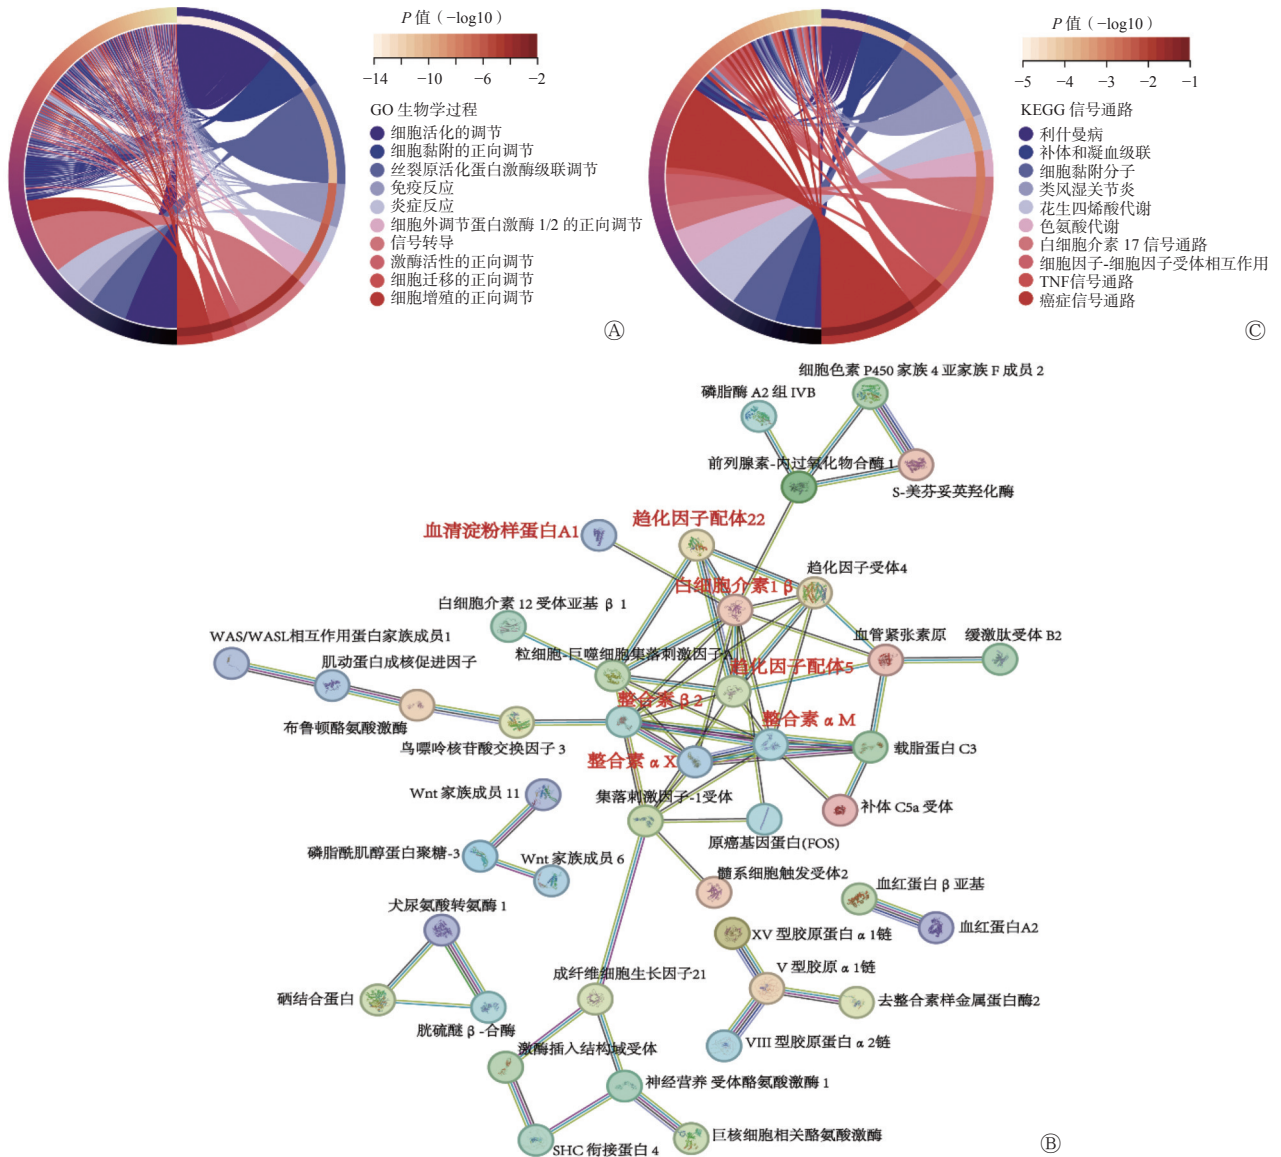 P 值（−log10）
−14 −10 −6 −2
GO 生物学过程
细胞活化的调节
细胞黏附的正向调节
丝裂原活化蛋白激酶级联调节
免疫反应
炎症反应
细胞外调节蛋白激酶 1/2 的正向调节
信号转导
激酶活性的正向调节
细胞迁移的正向调节
细胞增殖的正向调节
Ⓐ
P 值（−log10）
−5 −4 −3 −2 −1
KEGG 信号通路
利什曼病
补体和凝血级联
细胞黏附分子
类风湿关节炎
花生四烯酸代谢
色氨酸代谢
白细胞介素 17 信号通路
细胞因子-细胞因子受体相互作用
TNF信号通路
癌症信号通路
Ⓒ
细胞色素 P450 家族 4 亚家族 F 成员 2
磷脂酶 A2 组 IVB
前列腺素-内过氧化物合酶 1
S-美芬妥英羟化酶
血清淀粉样蛋白A1
趋化因子配体22
趋化因子受体4
白细胞介素1 β
白细胞介素 12 受体亚基 β 1
WAS/WASL相互作用蛋白家族成员1
肌动蛋白成核促进因子
粒细胞-巨噬细胞集落刺激因子A
血管紧张素原
缓激肽受体 B2
趋化因子配体5
整合素 β2
布鲁顿酪氨酸激酶
整合素 α M
鸟嘌呤核苷酸交换因子 3
载脂蛋白 C3
整合素 α X
Wnt 家族成员 11
集落刺激因子-1受体
补体 C5a 受体
原癌基因蛋白(FOS)
磷脂酰肌醇蛋白聚糖-3
Wnt 家族成员 6
髓系细胞触发受体2
血红蛋白 β 亚基
犬尿氨酸转氨酶 1
血红蛋白A2
XV 型胶原蛋白 α 1链
V 型胶原 α 1链
成纤维细胞生长因子21
硒结合蛋白
去整合素样金属蛋白酶2
胱硫醚 β -合酶
VIII 型胶原蛋白 α 2链
激酶插入结构域受体
神经营养 受体酪氨酸激酶 1
巨核细胞相关酪氨酸激酶
SHC 衔接蛋白 4
Ⓑ